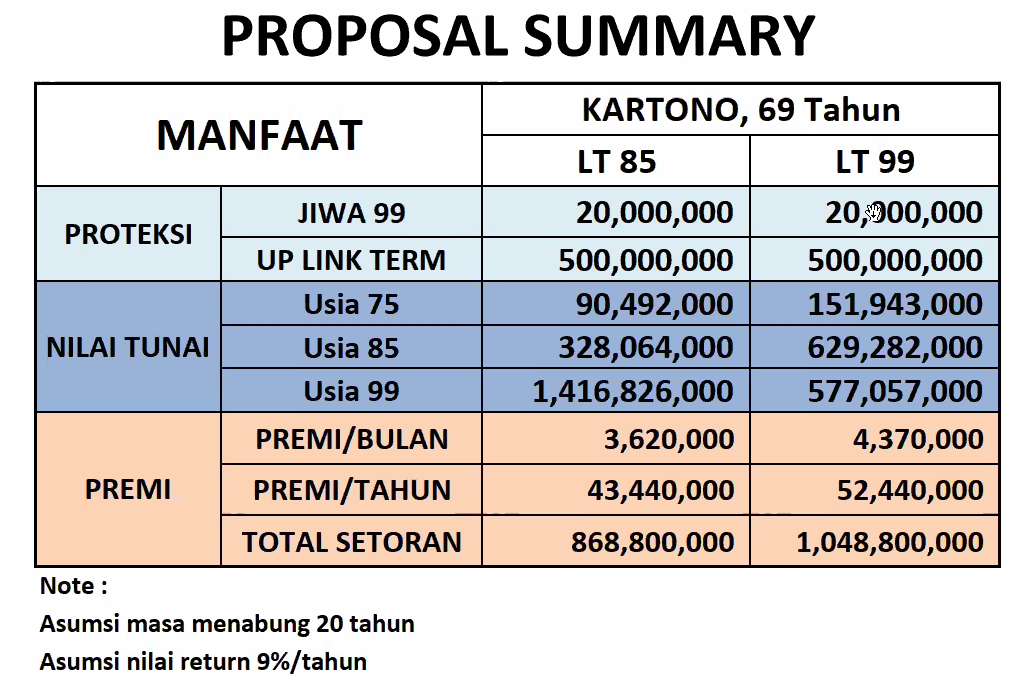 PROPOSAL SUMMARY
MANFAAT
KARTONO, 69 Tahun
LT 85 LT 99
PROTEKSI
JIWA 99 20,000,000 20,000,000
UP LINK TERM 500,000,000 500,000,000
NILAI TUNAI
Usia 75 90,492,000 151,943,000
Usia 85 328,064,000 629,282,000
Usia 99 1,416,826,000 577,057,000
PREMI
PREMI/BULAN 3,620,000 4,370,000
PREMI/TAHUN 43,440,000 52,440,000
TOTAL SETORAN 868,800,000 1,048,800,000
Note :
Asumsi masa menabung 20 tahun
Asumsi nilai return 9%/tahun